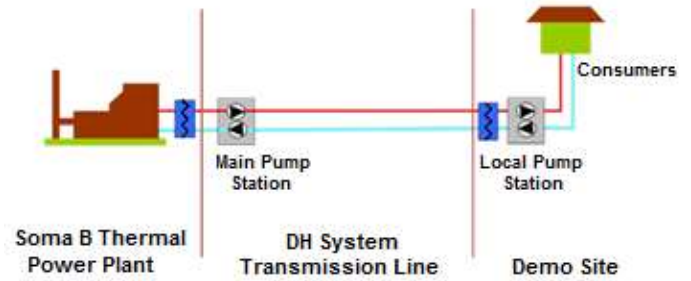 Consumers
Main Pump
Station
Local Pump
Station
Soma B Thermal
Power Plant
DH System
Transmission Line
Demo Site